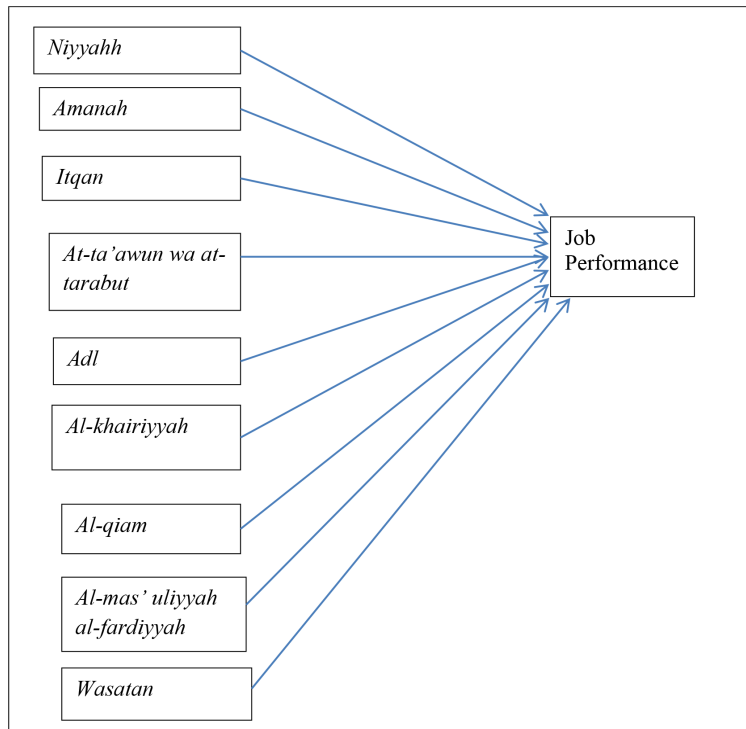 Niyyahh
Amanah
Itqan
At-ta’awun wa at-
tarabut
Adl
Al-khairiyyah
Al-qiam
Al-mas’ uliyyah
al-fardiyyah
Wasatan
Job
Performance